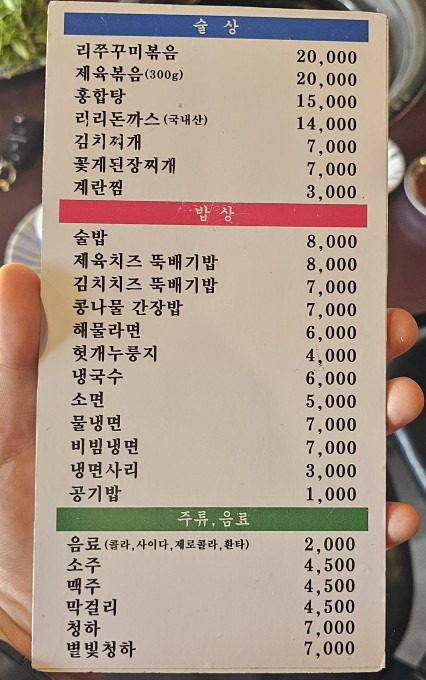 술 상
리쭈꾸미볶음 20,000
제육볶음(300g) 20,000
홍합탕 15,000
리리돈까스(국내산) 14,000
김치찌개 7,000
꽃게된장찌개 7,000
계란찜 3,000
밥 상
술밥 8,000
제육치즈 뚝배기밥 8,000
김치치즈 뚝배기밥 7,000
콩나물 간장밥 7,000
해물라면 6,000
헛개누룽지 4,000
냉국수 6,000
소면 5,000
물냉면 7,000
비빔냉면 7,000
냉면사리 3,000
공기밥 1,000
주류,음료
음료(콜라,사이다,제로콜라,환타) 2,000
소주 4,500
맥주 4,500
막걸리 4,500
청하 7,000
별빛청하 7,000